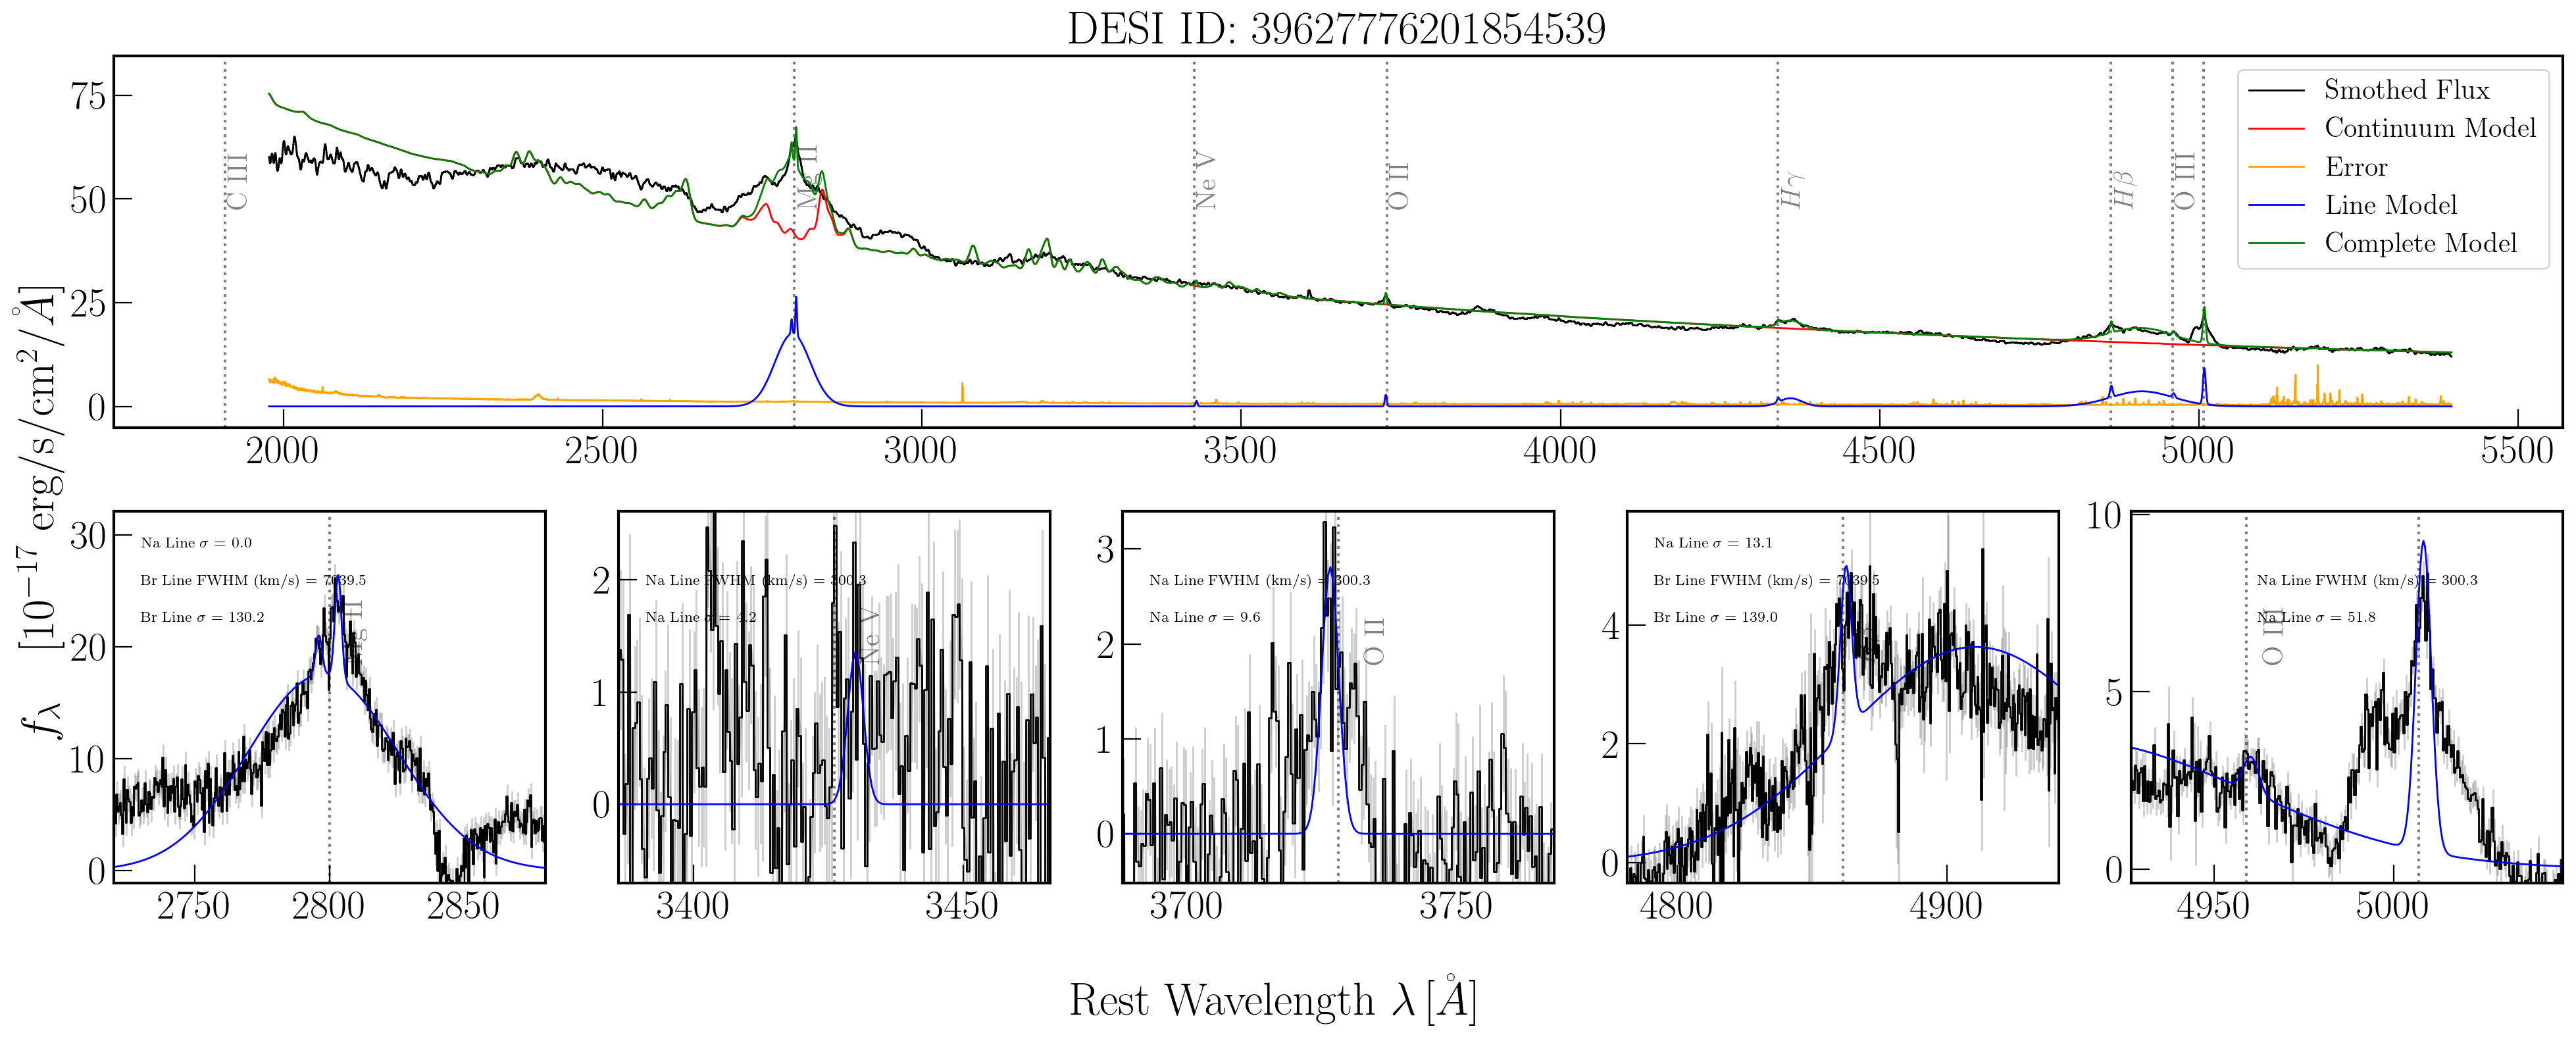 DESI ID: 39627776201854539
75
50
25
0
C III
Mg II
Ne V
O II
Hγ
Hβ
O III
Smothed Flux
Continuum Model
Error
Line Model
Complete Model
2000 2500 3000 3500 4000 4500 5000 5500
fλ [10⁻¹⁷ erg/s/cm²/Å]
30
20
10
0
Na Line σ = 0.0
Br Line FWHM (km/s) = 7039.5
Br Line σ = 130.2
Mg II
2750 2800 2850
2
1
0
Na Line FWHM (km/s) = 300.3
Na Line σ = 4.2
Ne V
3400 3450
3
2
1
0
Na Line FWHM (km/s) = 300.3
Na Line σ = 9.6
O II
3700 3750
4
2
0
Na Line σ = 13.1
Br Line FWHM (km/s) = 7039.5
Br Line σ = 139.0
4800 4900
10
5
0
Na Line FWHM (km/s) = 300.3
Na Line σ = 51.8
O III
4950 5000
Rest Wavelength λ [Å]